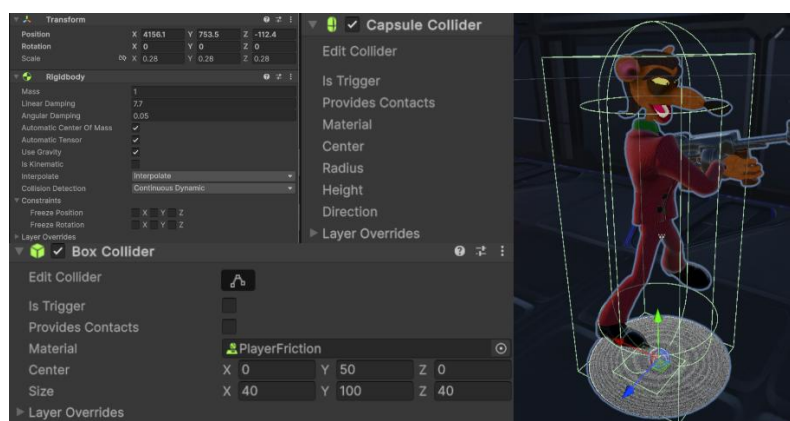 Transform
Position X 4156.1 Y 753.5 Z -112.4
Rotation X 0 Y 0 Z 0
Scale X 0.28 Y 0.28 Z 0.28
Rigidbody
Mass 1
Linear Damping 7.7
Angular Damping 0.05
Automatic Center Of Mass
Automatic Tensor
Use Gravity
Is Kinematic
Interpolate Interpolate
Collision Detection Continuous Dynamic
Constraints
Freeze Position X Y Z
Freeze Rotation X Y Z
Layer Overrides
Capsule Collider
Edit Collider
Is Trigger
Provides Contacts
Material
Center
Radius
Height
Direction
Layer Overrides
Box Collider
Edit Collider
Is Trigger
Provides Contacts
Material PlayerFriction
Center X 0 Y 50 Z 0
Size X 40 Y 100 Z 40
Layer Overrides